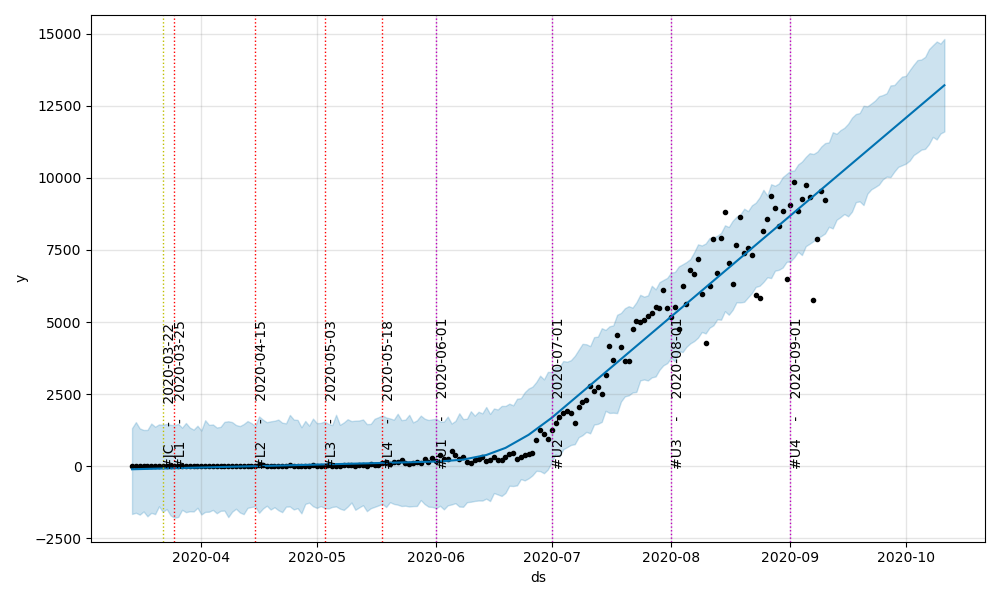 15000
12500
10000
7500
5000
2500
0
−2500
y
#JC - 2020-03-22
#L1 - 2020-03-25
#L2 - 2020-04-15
#L3 - 2020-05-03
#L4 - 2020-05-18
#U1 - 2020-06-01
#U2 - 2020-07-01
#U3 - 2020-08-01
#U4 - 2020-09-01
2020-04 2020-05 2020-06 2020-07 2020-08 2020-09 2020-10
ds